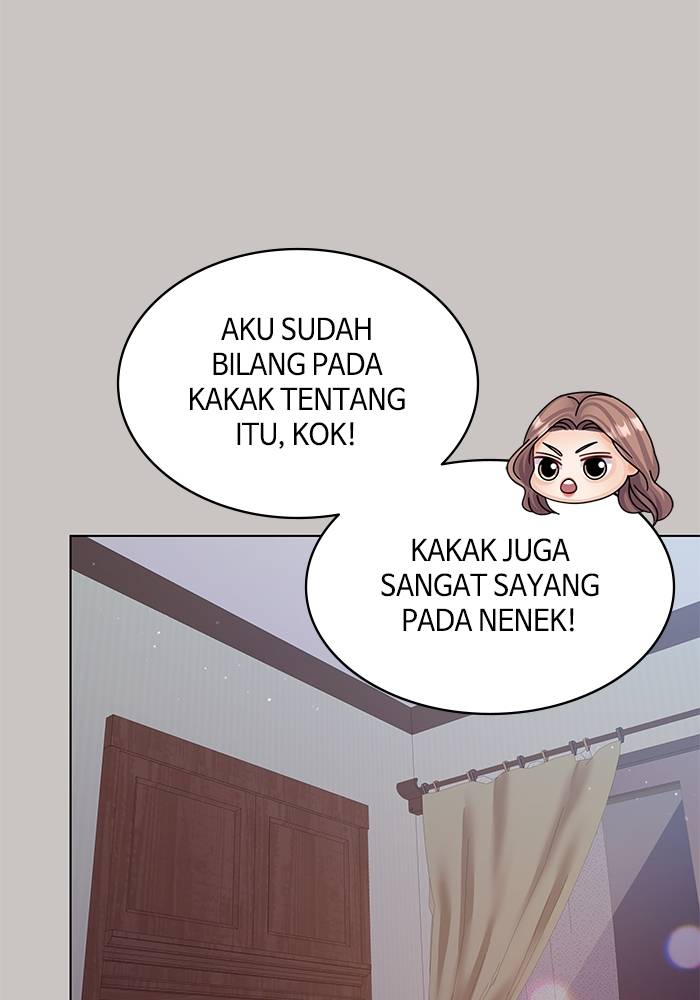 AKU SUDAH
BILANG PADA
KAKAK TENTANG
ITU, KOK!
KAKAK JUGA
SANGAT SAYANG
PADA NENEK!